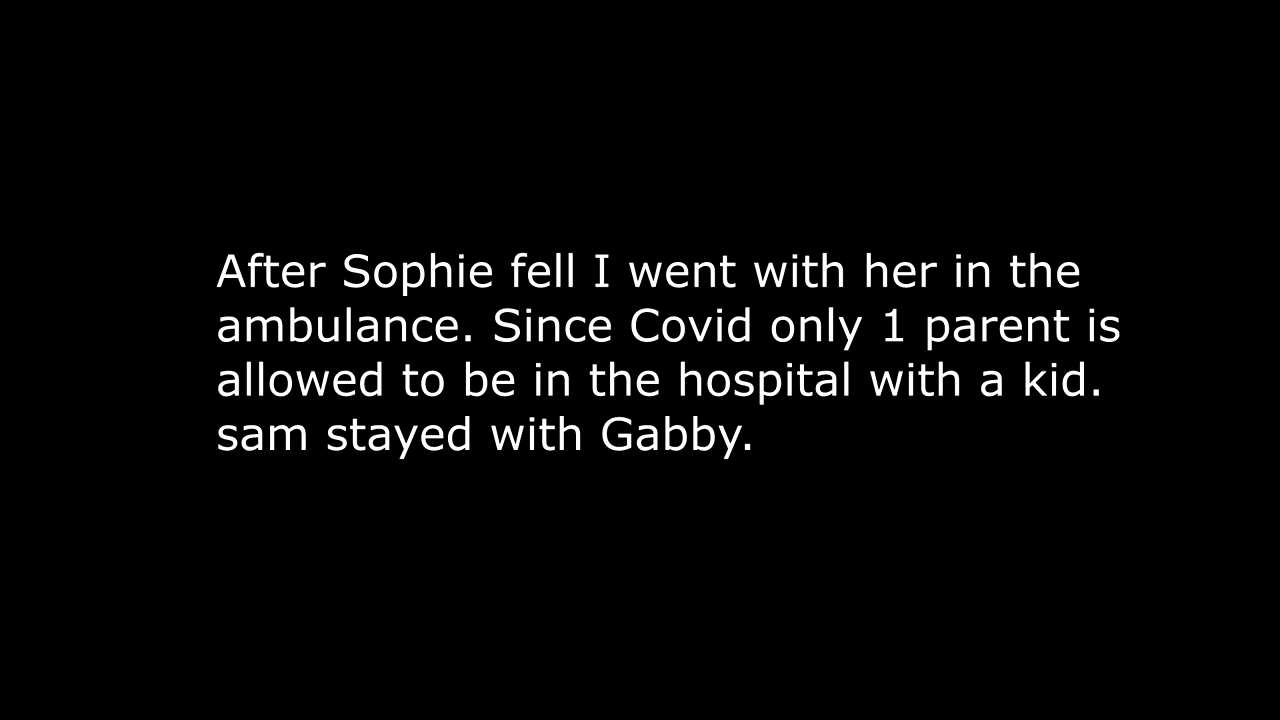 After Sophie fell I went with her in the
ambulance. Since Covid only 1 parent is
allowed to be in the hospital with a kid.
sam stayed with Gabby.